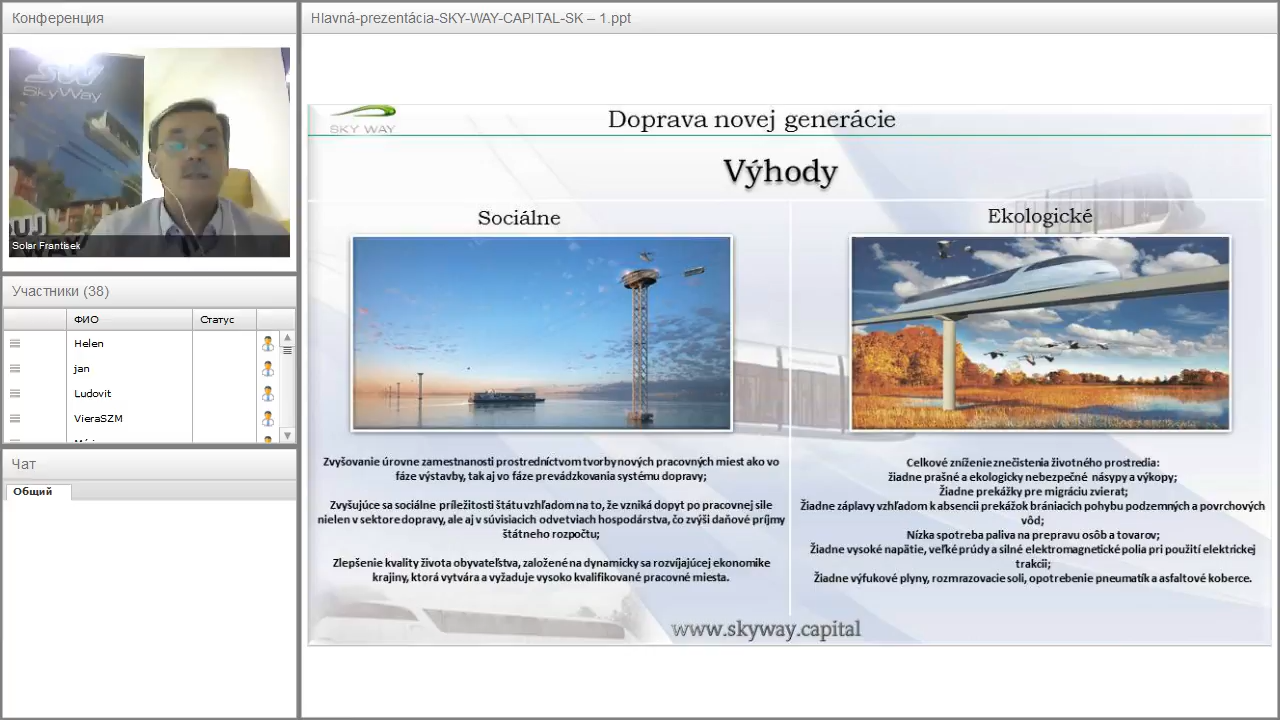 Конференция
SW
SkyWay
Solar Frantisek
Участники (38)
ФИО
Статус
Helen
jan
Ludovit
VieraSZM
Чат
Общий
Hlavná-prezentácia-SKY-WAY-CAPITAL-SK – 1.ppt
SKY WAY
Doprava novej generácie
Výhody
Sociálne
Zvyšovanie úrovne zamestnanosti prostredníctvom tvorby nových pracovných miest ako vo
fáze výstavby, tak aj vo fáze prevádzkovania systému dopravy;
Zvyšujúce sa sociálne príležitosti štátu vzhľadom na to, že vzniká dopyt po pracovnej sile
nielen v sektore dopravy, ale aj v súvisiacich odvetviach hospodárstva, čo zvýši daňové príjmy
štátneho rozpočtu;
Zlepšenie kvality života obyvateľstva, založené na dynamicky sa rozvíjajúcej ekonomike
krajiny, ktorá vytvára a vyžaduje vysoko kvalifikované pracovné miesta.
Ekologické
Celkové zníženie znečistenia životného prostredia:
žiadne prašné a ekologicky nebezpečné násypy a výkopy;
Žiadne prekážky pre migráciu zvierat;
Žiadne záplavy vzhľadom k absencii prekážok brániacich pohybu podzemných a povrchových
vôd;
Nízka spotreba paliva na prepravu osôb a tovarov;
Žiadne vysoké napätie, veľké prúdy a silné elektromagnetické polia pri použití elektrickej
trakcii;
Žiadne výfukové plyny, rozmrazovacie soli, opotrebenie pneumatík a asfaltové koberce.
www.skyway.capital